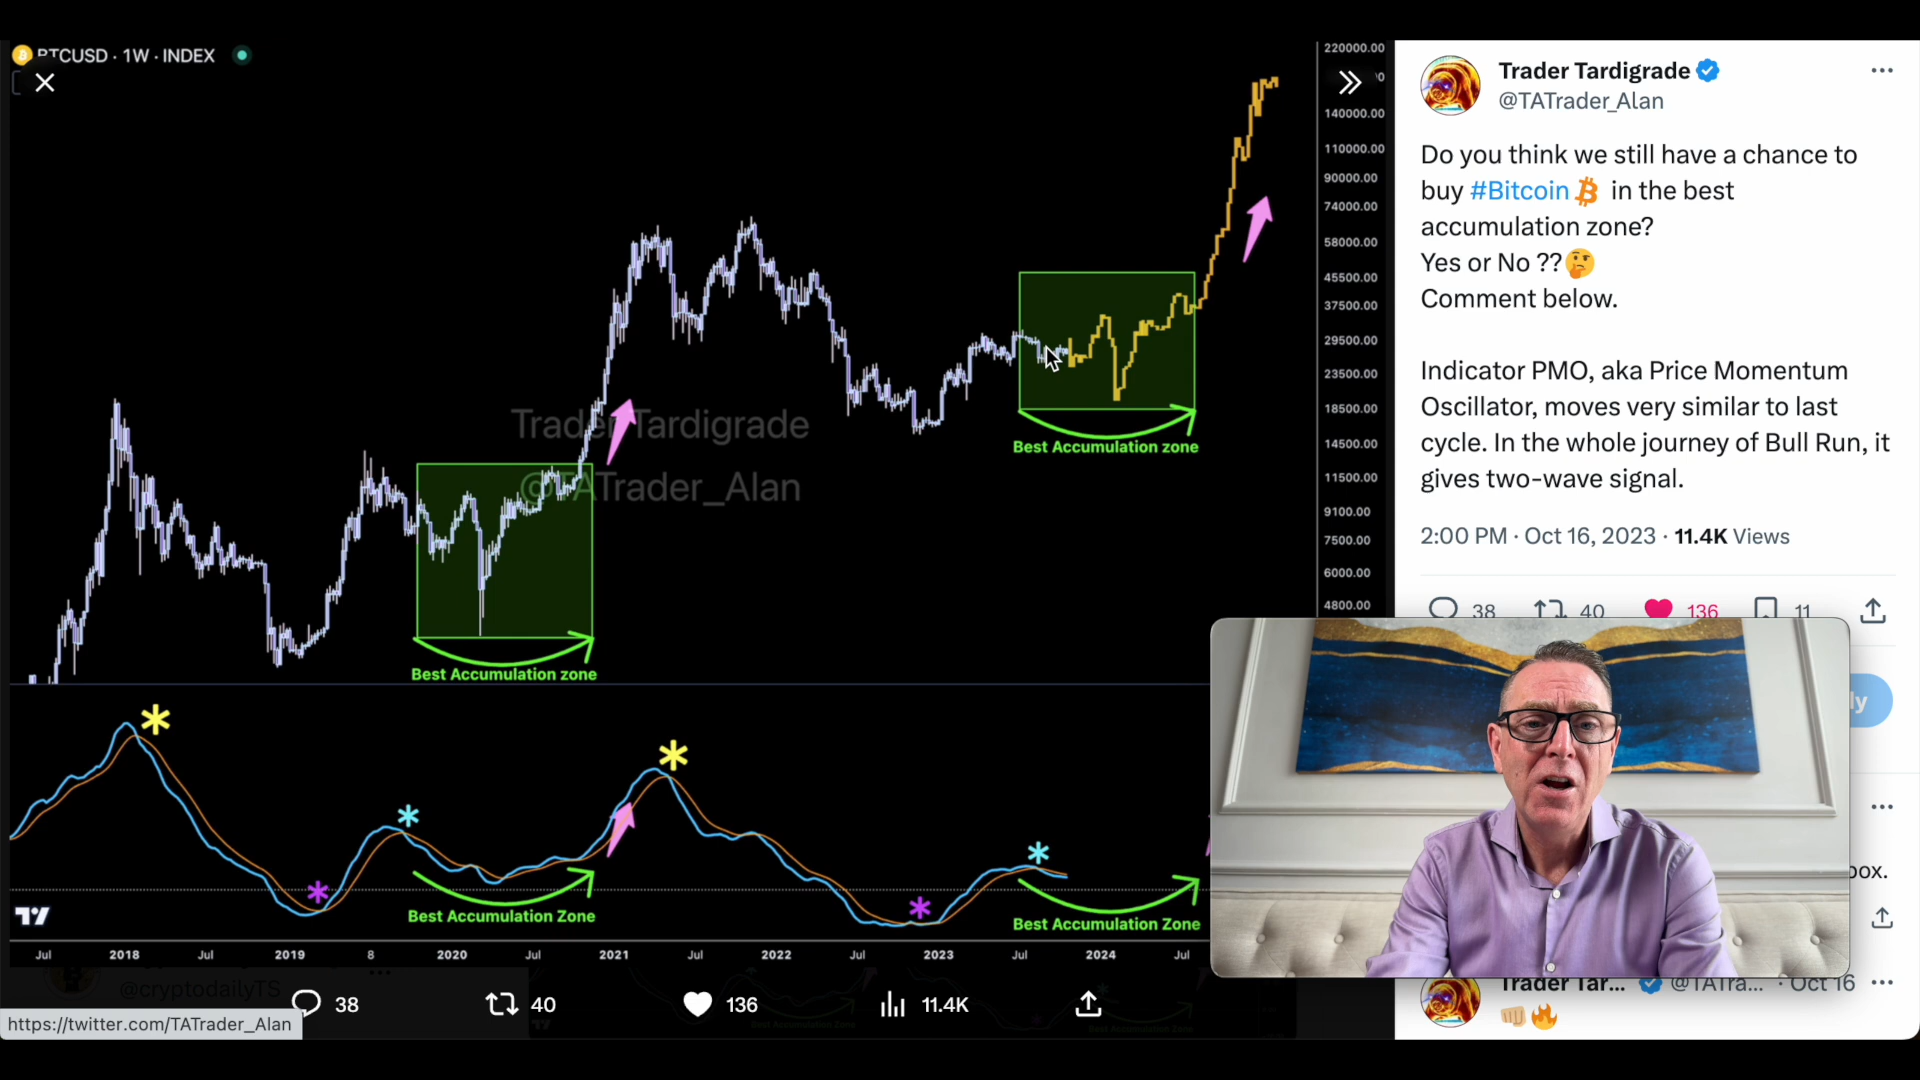 BTCUSD · 1W · INDEX
220000.00
140000.00
110000.00
90000.00
74000.00
58000.00
45500.00
37500.00
29500.00
23500.00
18500.00
14500.00
11500.00
9100.00
7500.00
6000.00
4800.00
Trader Tardigrade
@TATrader_Alan
Best Accumulation zone
Best Accumulation zone
Best Accumulation Zone
Best Accumulation Zone
Jul 2018 Jul 2019 8 2020 Jul 2021 Jul 2022 Jul 2023 Jul 2024 Jul
@cryptodailyTS
38 40 136 11.4K
https://twitter.com/TATrader_Alan
Trader Tardigrade
@TATrader_Alan
Do you think we still have a chance to
buy #Bitcoin in the best
accumulation zone?
Yes or No ??🤔
Comment below.
Indicator PMO, aka Price Momentum
Oscillator, moves very similar to last
cycle. In the whole journey of Bull Run, it
gives two-wave signal.
2:00 PM · Oct 16, 2023 · 11.4K Views
38 40 136 11
ly
box.
Trader Tar... @TATra... · Oct 16
👊🏼🔥